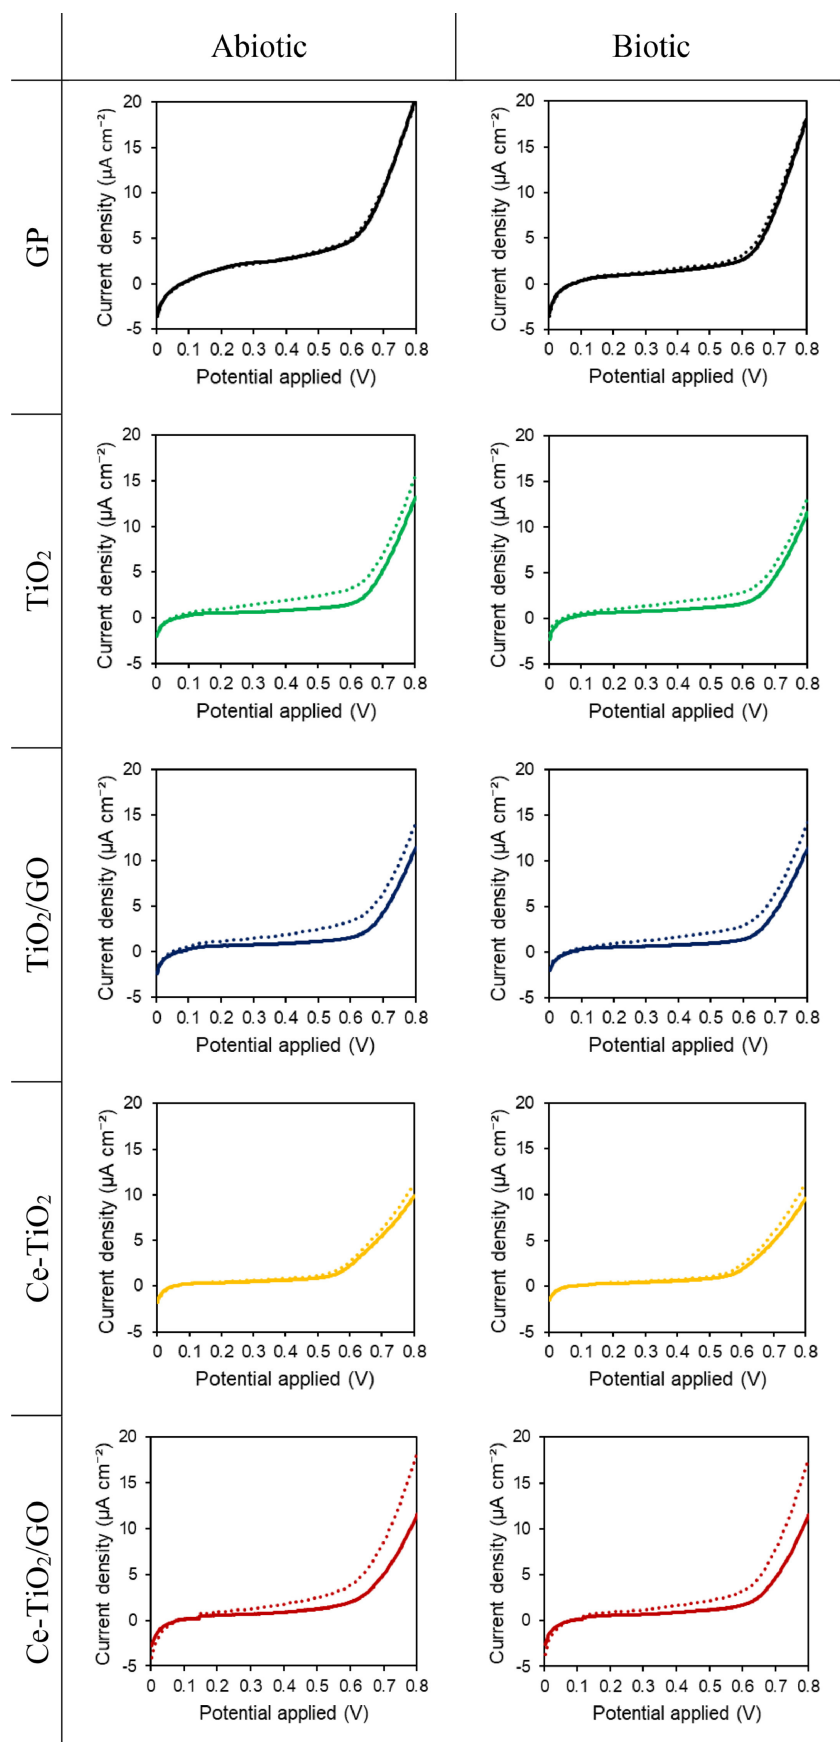 Abiotic Biotic
GP
Current density (µA cm⁻²)
20
15
10
5
0
-5
0 0.1 0.2 0.3 0.4 0.5 0.6 0.7 0.8
Potential applied (V)
Current density (µA cm⁻²)
20
15
10
5
0
-5
0 0.1 0.2 0.3 0.4 0.5 0.6 0.7 0.8
Potential applied (V)
TiO₂
Current density (µA cm⁻²)
20
15
10
5
0
-5
0 0.1 0.2 0.3 0.4 0.5 0.6 0.7 0.8
Potential applied (V)
Current density (µA cm⁻²)
20
15
10
5
0
-5
0 0.1 0.2 0.3 0.4 0.5 0.6 0.7 0.8
Potential applied (V)
TiO₂/GO
Current density (µA cm⁻²)
20
15
10
5
0
-5
0 0.1 0.2 0.3 0.4 0.5 0.6 0.7 0.8
Potential applied (V)
Current density (µA cm⁻²)
20
15
10
5
0
-5
0 0.1 0.2 0.3 0.4 0.5 0.6 0.7 0.8
Potential applied (V)
Ce-TiO₂
Current density (µA cm⁻²)
20
15
10
5
0
-5
0 0.1 0.2 0.3 0.4 0.5 0.6 0.7 0.8
Potential applied (V)
Current density (µA cm⁻²)
20
15
10
5
0
-5
0 0.1 0.2 0.3 0.4 0.5 0.6 0.7 0.8
Potential applied (V)
Ce-TiO₂/GO
Current density (µA cm⁻²)
20
15
10
5
0
-5
0 0.1 0.2 0.3 0.4 0.5 0.6 0.7 0.8
Potential applied (V)
Current density (µA cm⁻²)
20
15
10
5
0
-5
0 0.1 0.2 0.3 0.4 0.5 0.6 0.7 0.8
Potential applied (V)